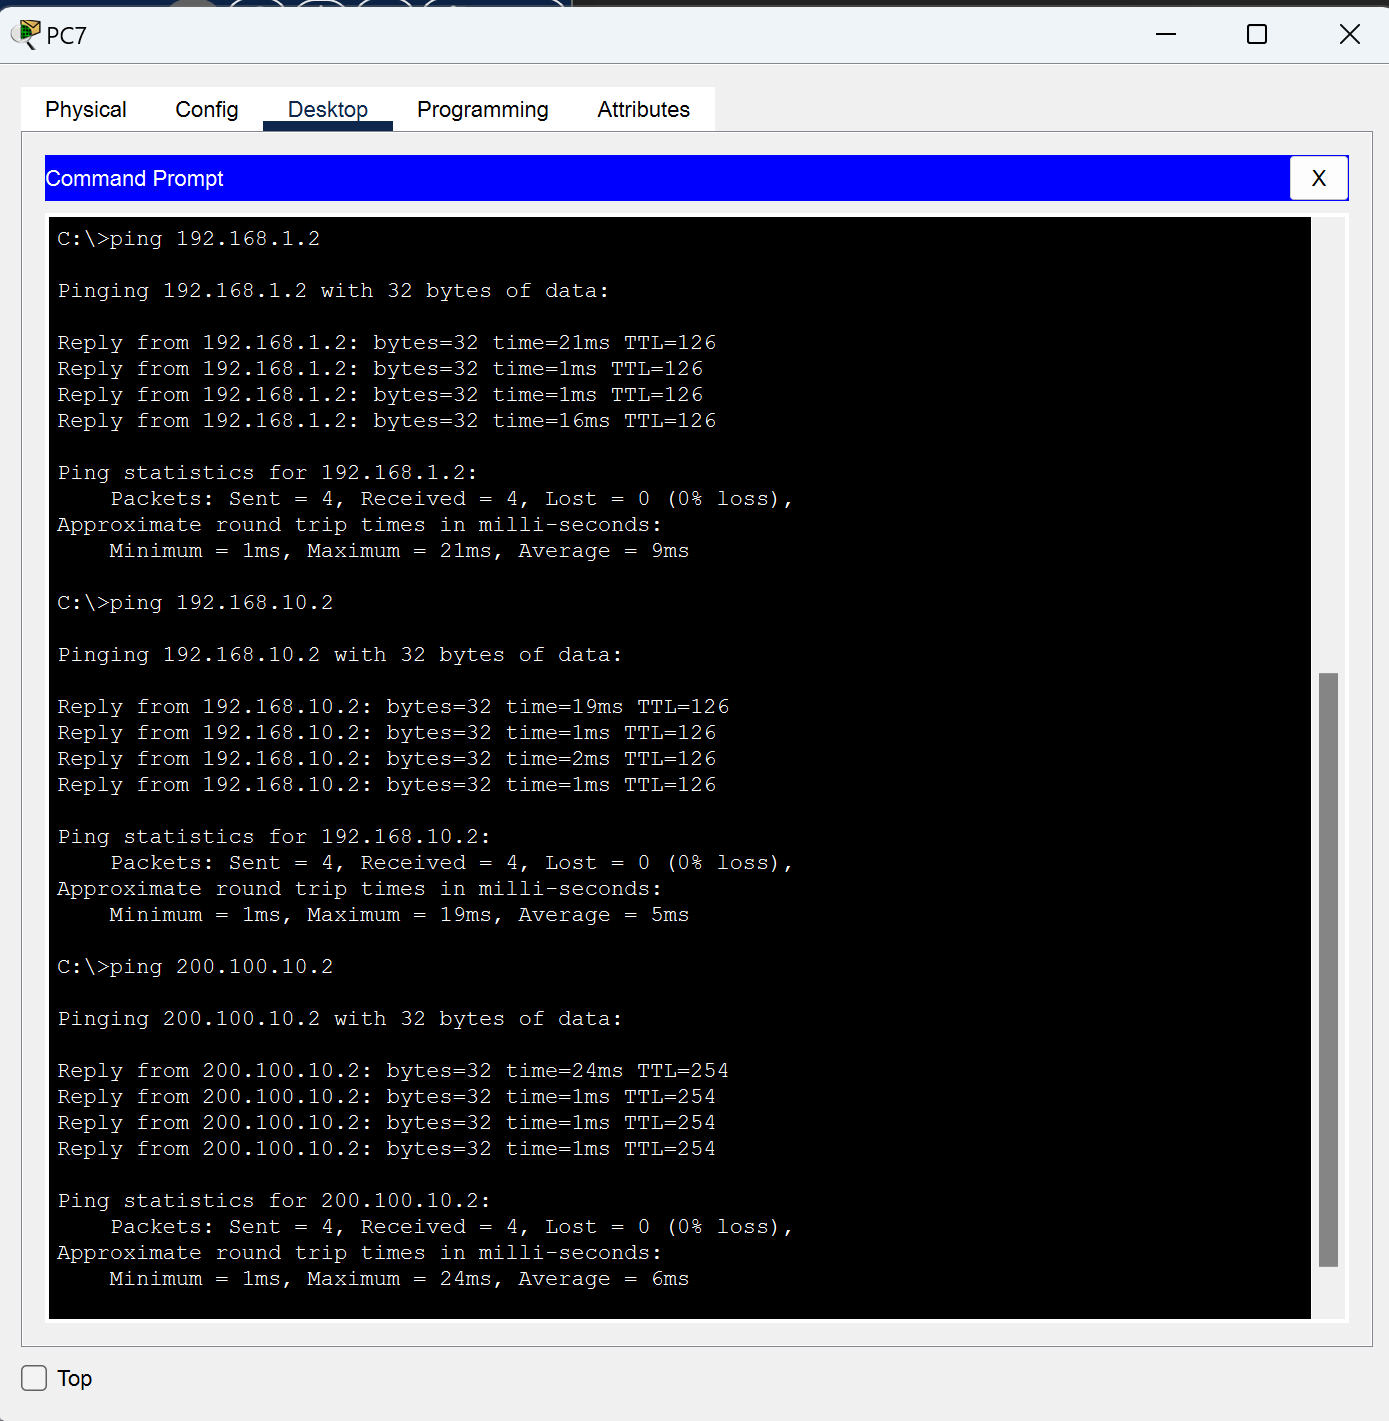 PC7
Physical Config Desktop Programming Attributes
Command Prompt X
C:\>ping 192.168.1.2
Pinging 192.168.1.2 with 32 bytes of data:
Reply from 192.168.1.2: bytes=32 time=21ms TTL=126
Reply from 192.168.1.2: bytes=32 time=1ms TTL=126
Reply from 192.168.1.2: bytes=32 time=1ms TTL=126
Reply from 192.168.1.2: bytes=32 time=16ms TTL=126
Ping statistics for 192.168.1.2:
Packets: Sent = 4, Received = 4, Lost = 0 (0% loss),
Approximate round trip times in milli-seconds:
Minimum = 1ms, Maximum = 21ms, Average = 9ms
C:\>ping 192.168.10.2
Pinging 192.168.10.2 with 32 bytes of data:
Reply from 192.168.10.2: bytes=32 time=19ms TTL=126
Reply from 192.168.10.2: bytes=32 time=1ms TTL=126
Reply from 192.168.10.2: bytes=32 time=2ms TTL=126
Reply from 192.168.10.2: bytes=32 time=1ms TTL=126
Ping statistics for 192.168.10.2:
Packets: Sent = 4, Received = 4, Lost = 0 (0% loss),
Approximate round trip times in milli-seconds:
Minimum = 1ms, Maximum = 19ms, Average = 5ms
C:\>ping 200.100.10.2
Pinging 200.100.10.2 with 32 bytes of data:
Reply from 200.100.10.2: bytes=32 time=24ms TTL=254
Reply from 200.100.10.2: bytes=32 time=1ms TTL=254
Reply from 200.100.10.2: bytes=32 time=1ms TTL=254
Reply from 200.100.10.2: bytes=32 time=1ms TTL=254
Ping statistics for 200.100.10.2:
Packets: Sent = 4, Received = 4, Lost = 0 (0% loss),
Approximate round trip times in milli-seconds:
Minimum = 1ms, Maximum = 24ms, Average = 6ms
Top